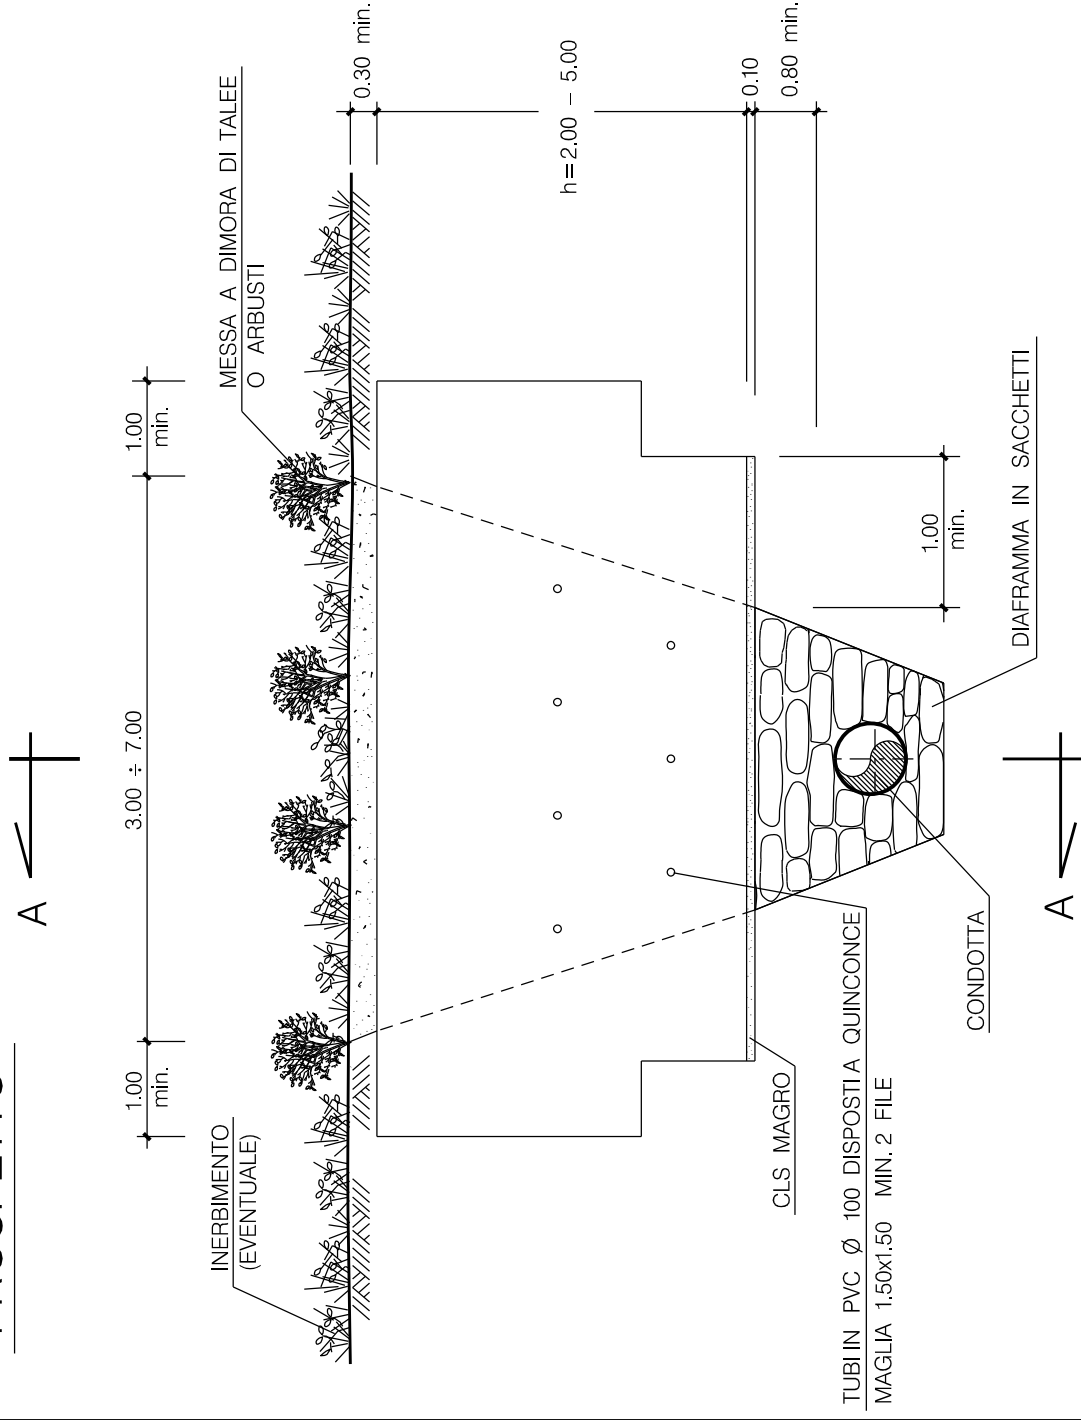 A
A
3.00 ÷ 7.00
1.00
min.
1.00
min.
INERBIMENTO
(EVENTUALE)
MESSA A DIMORA DI TALEE
O ARBUSTI
0.30 min.
h=2.00 - 5.00
0.10
0.80 min.
1.00
min.
CLS MAGRO
TUBI IN PVC Ø 100 DISPOSTI A QUINCONCE
MAGLIA 1.50x1.50 MIN. 2 FILE
CONDOTTA
DIAFRAMMA IN SACCHETTI